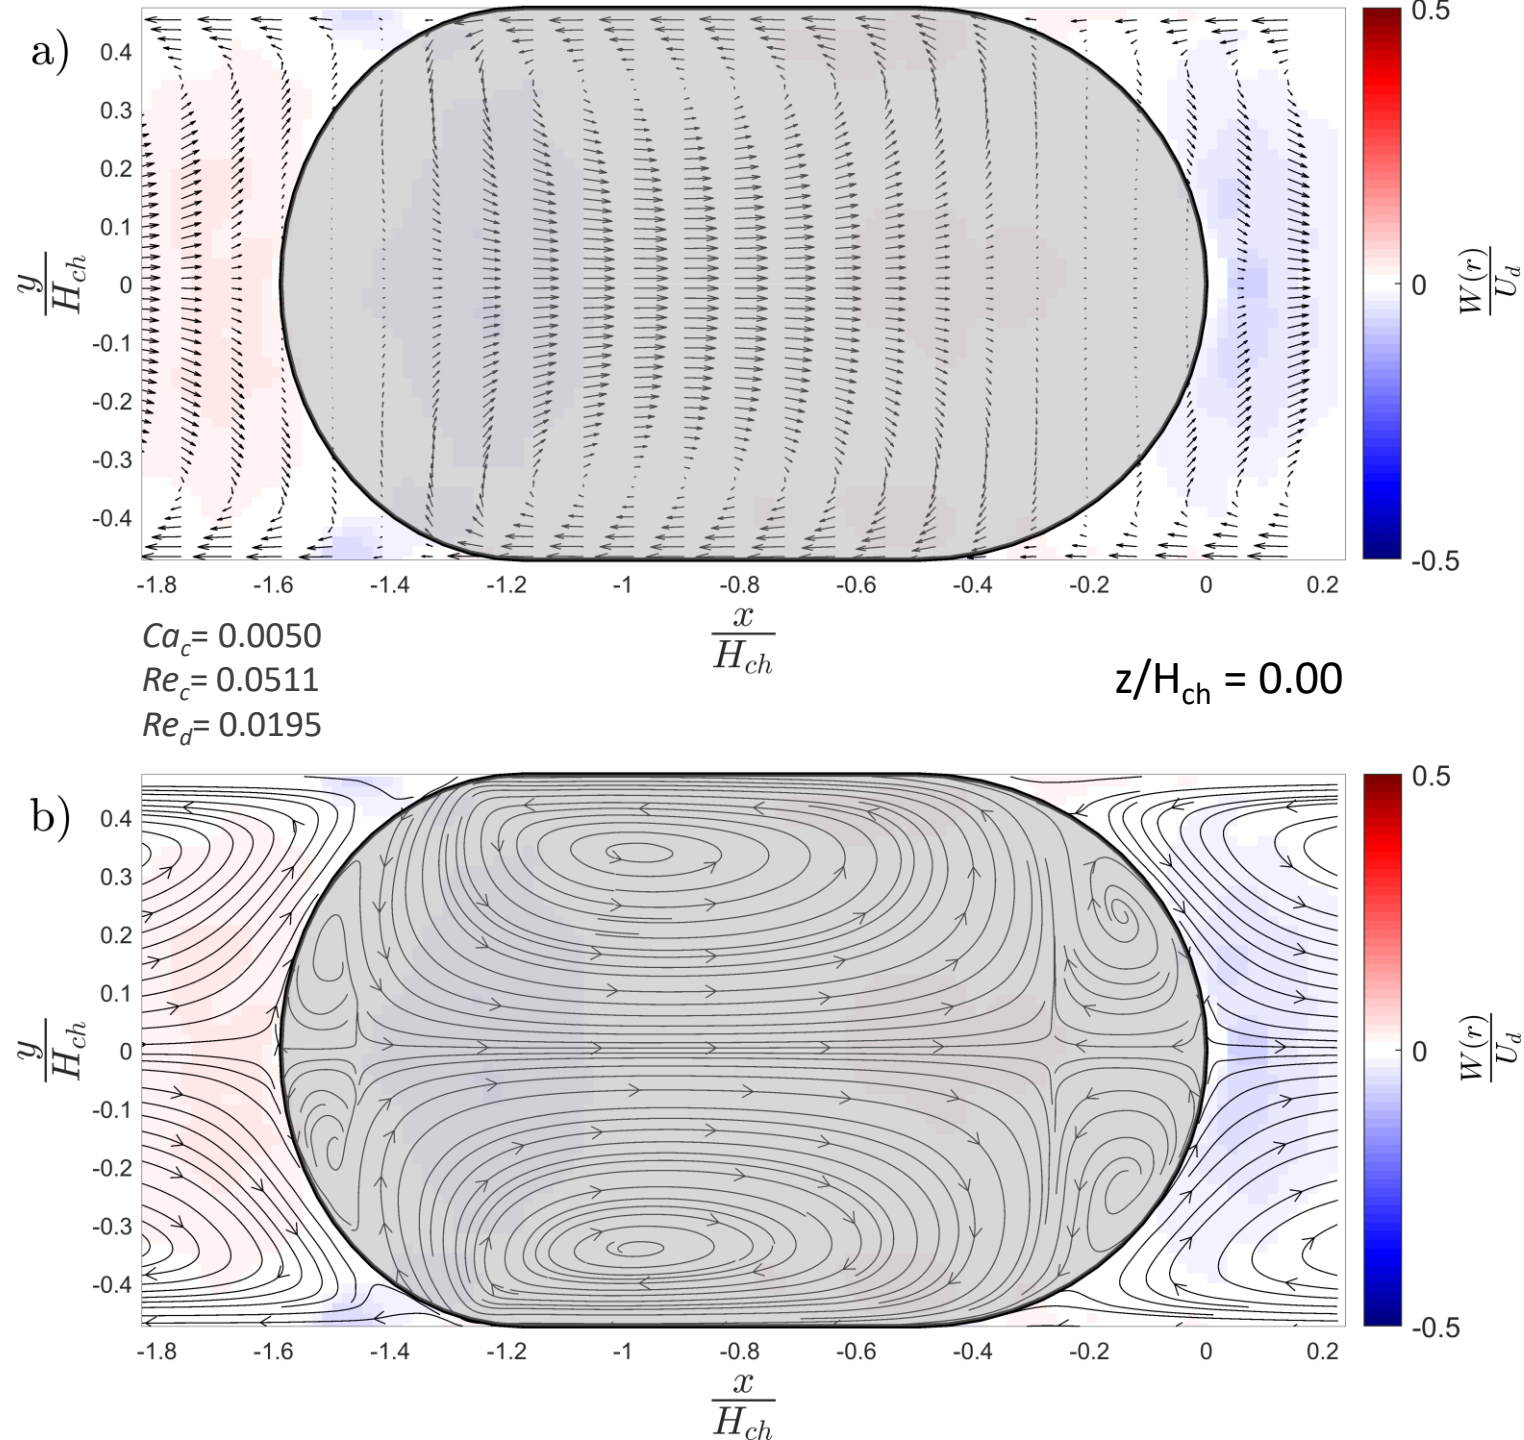 a)
0.4
0.3
0.2
0.1
0
-0.1
-0.2
-0.3
-0.4
y
H_ch
-1.8 -1.6 -1.4 -1.2 -1 -0.8 -0.6 -0.4 -0.2 0 0.2
x
H_ch
0.5
0
-0.5
W(r)
U_d
Ca_c= 0.0050
Re_c= 0.0511
Re_d= 0.0195
z/H_ch = 0.00
b)
0.4
0.3
0.2
0.1
0
-0.1
-0.2
-0.3
-0.4
y
H_ch
-1.8 -1.6 -1.4 -1.2 -1 -0.8 -0.6 -0.4 -0.2 0 0.2
x
H_ch
0.5
0
-0.5
W(r)
U_d